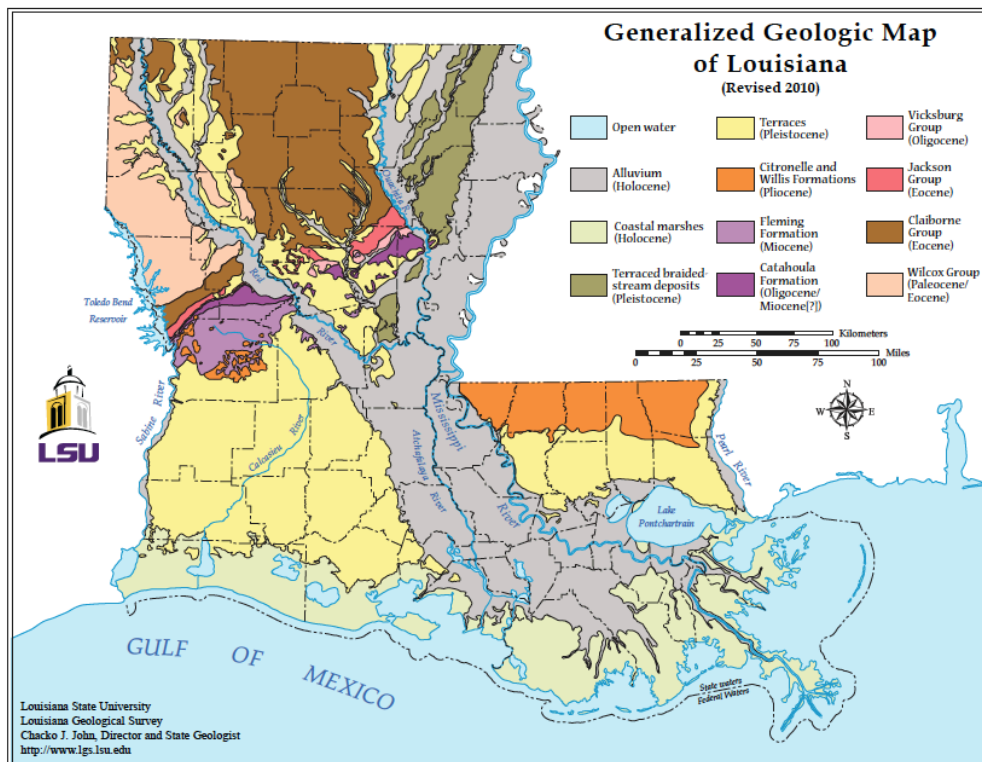 Generalized Geologic Map
of Louisiana
(Revised 2010)
Open water
Terraces
(Pleistocene)
Vicksburg
Group
(Oligocene)
Alluvium
(Holocene)
Citronelle and
Willis Formations
(Pliocene)
Jackson
Group
(Eocene)
Coastal marshes
(Holocene)
Fleming
Formation
(Miocene)
Claiborne
Group
(Eocene)
Terraced braided-
stream deposits
(Pleistocene)
Catahoula
Formation
(Oligocene/
Miocene[?])
Wilcox Group
(Paleocene/
Eocene)
0 25 50 75 100 Kilometers
0 25 50 75 100 Miles
N
W E
S
Ouachita
Red
River
Toledo Bend
Reservoir
Sabine River
LSU
Calcasieu River
Atchafalaya River
Mississippi
River
Pearl River
Lake
Pontchartrain
GULF OF MEXICO
State waters
Federal Waters
Louisiana State University
Louisiana Geological Survey
Chacko J. John, Director and State Geologist
http://www.lgs.lsu.edu